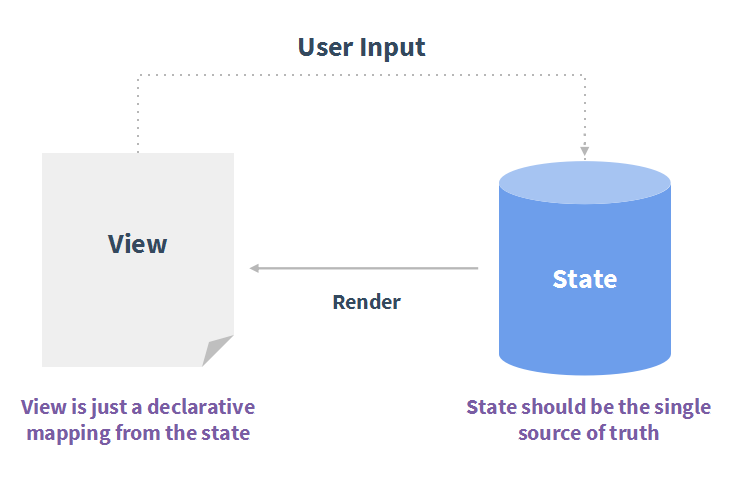 User Input
View
State
Render
View is just a declarative
mapping from the state
State should be the single
source of truth